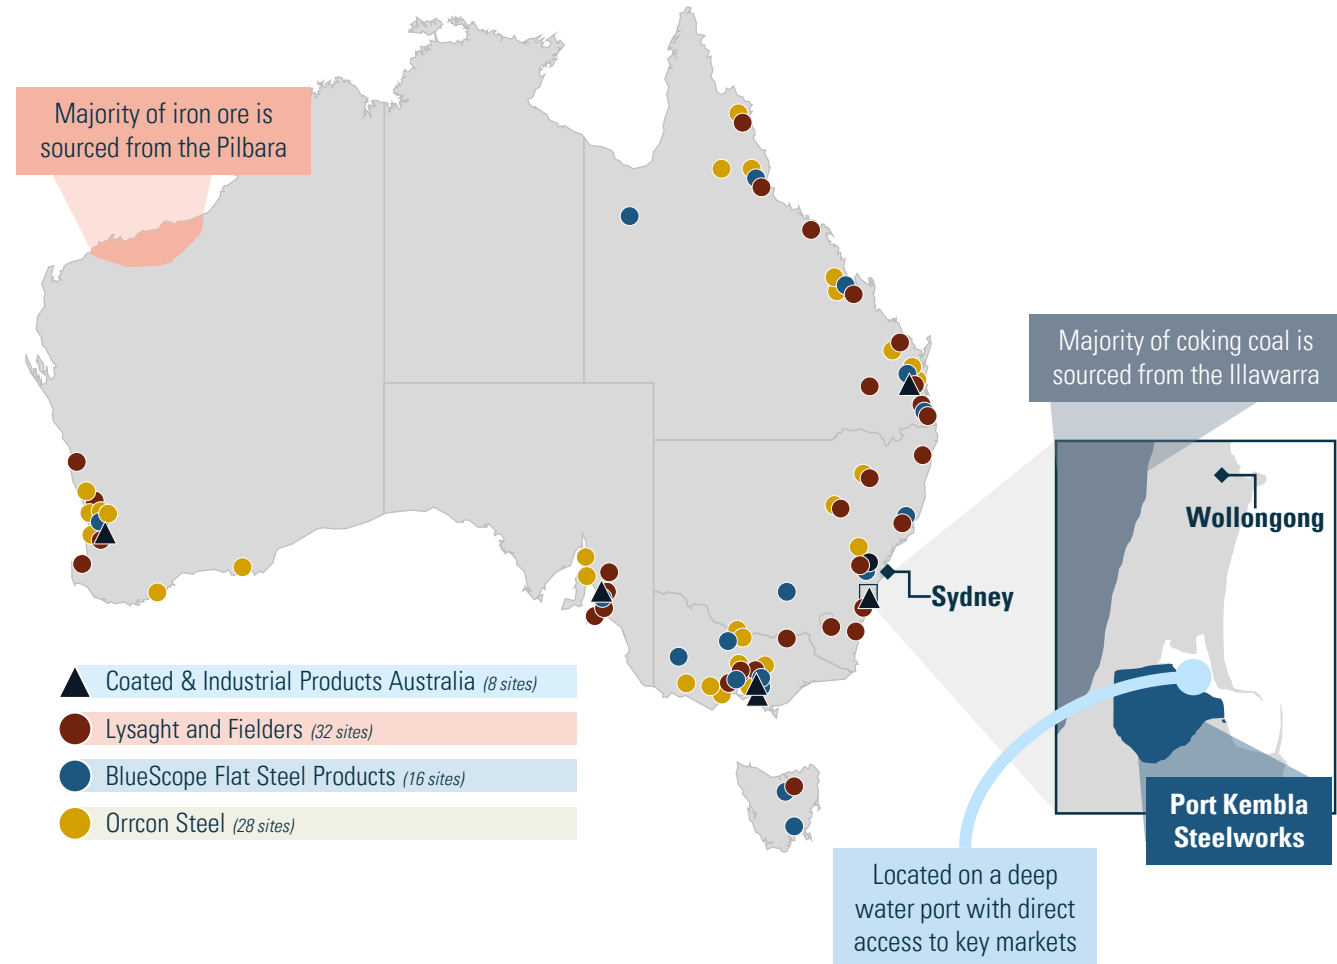 Majority of iron ore is
sourced from the Pilbara
Majority of coking coal is
sourced from the Illawarra
Wollongong
Sydney
Coated & Industrial Products Australia (8 sites)
Lysaght and Fielders (32 sites)
BlueScope Flat Steel Products (16 sites)
Orrcon Steel (28 sites)
Port Kembla
Steelworks
Located on a deep
water port with direct
access to key markets